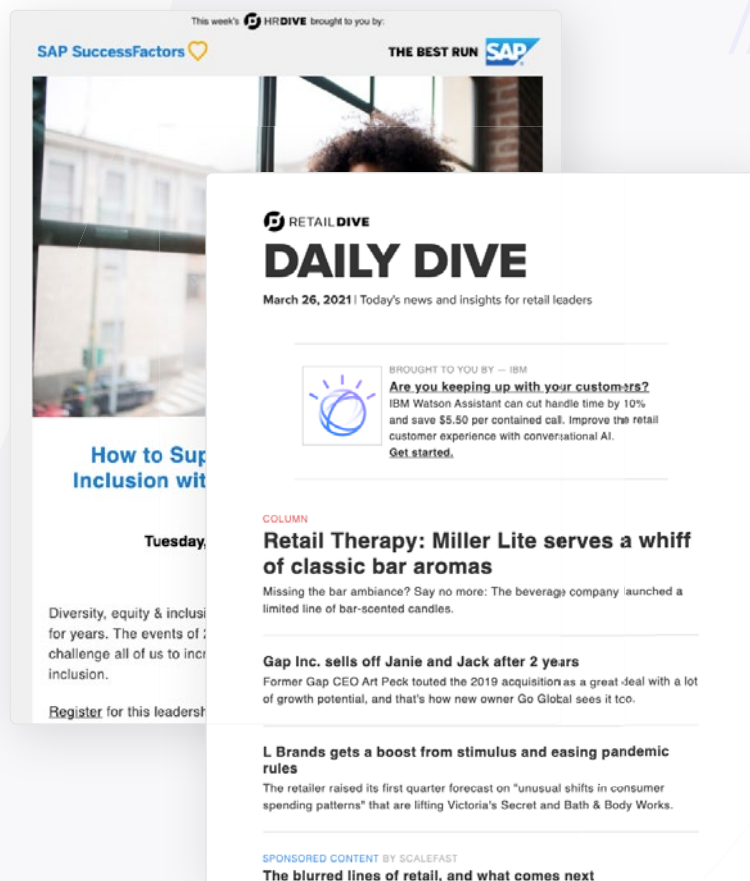 This week's HRDIVE brought to you by:
SAP SuccessFactors
THE BEST RUN SAP
How to Sup
Inclusion wit
Tuesday,
Diversity, equity & inclusi
for years. The events of
challenge all of us to incr
inclusion.
Register for this leadersh
RETAILDIVE
DAILY DIVE
March 26, 2021 | Today's news and insights for retail leaders
BROUGHT TO YOU BY — IBM
Are you keeping up with your customers?
IBM Watson Assistant can cut handle time by 10%
and save $5.50 per contained call. Improve the retail
customer experience with conversational AI.
Get started.
COLUMN
Retail Therapy: Miller Lite serves a whiff
of classic bar aromas
Missing the bar ambiance? Say no more: The beverage company launched a
limited line of bar-scented candles.
Gap Inc. sells off Janie and Jack after 2 years
Former Gap CEO Art Peck touted the 2019 acquisition as a great deal with a lot
of growth potential, and that's how new owner Go Global sees it too.
L Brands gets a boost from stimulus and easing pandemic
rules
The retailer raised its first quarter forecast on "unusual shifts in consumer
spending patterns" that are lifting Victoria's Secret and Bath & Body Works.
SPONSORED CONTENT BY SCALEFAST
The blurred lines of retail, and what comes next